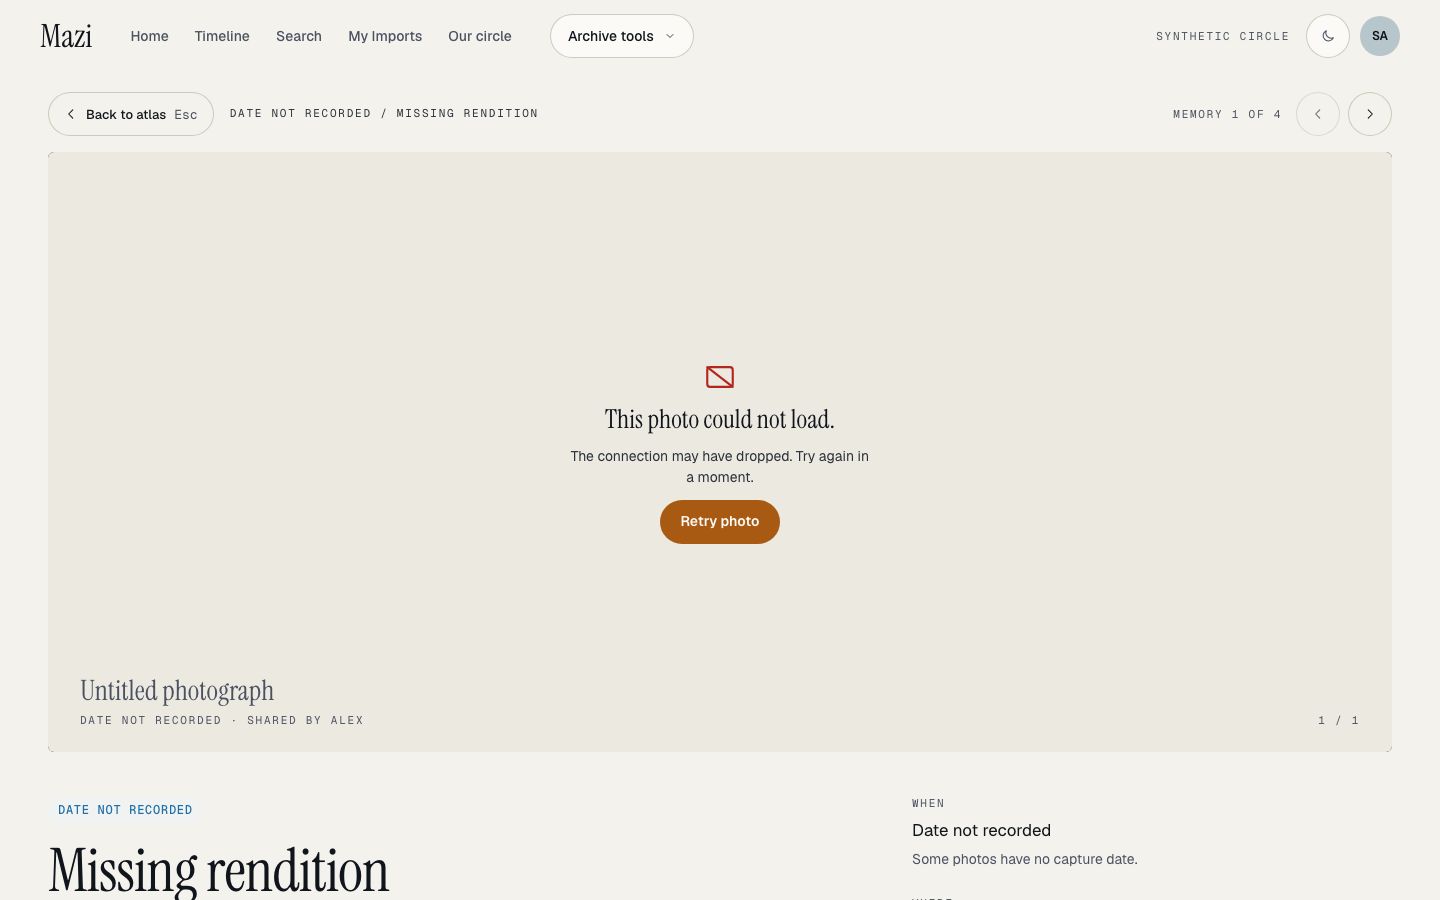 Mazi
Home
Timeline
Search
My Imports
Our circle
Archive tools
SYNTHETIC CIRCLE
SA
Back to atlas Esc
DATE NOT RECORDED / MISSING RENDITION
MEMORY 1 OF 4
This photo could not load.
The connection may have dropped. Try again in
a moment.
Retry photo
Untitled photograph
DATE NOT RECORDED · SHARED BY ALEX
1 / 1
DATE NOT RECORDED
Missing rendition
WHEN
Date not recorded
Some photos have no capture date.